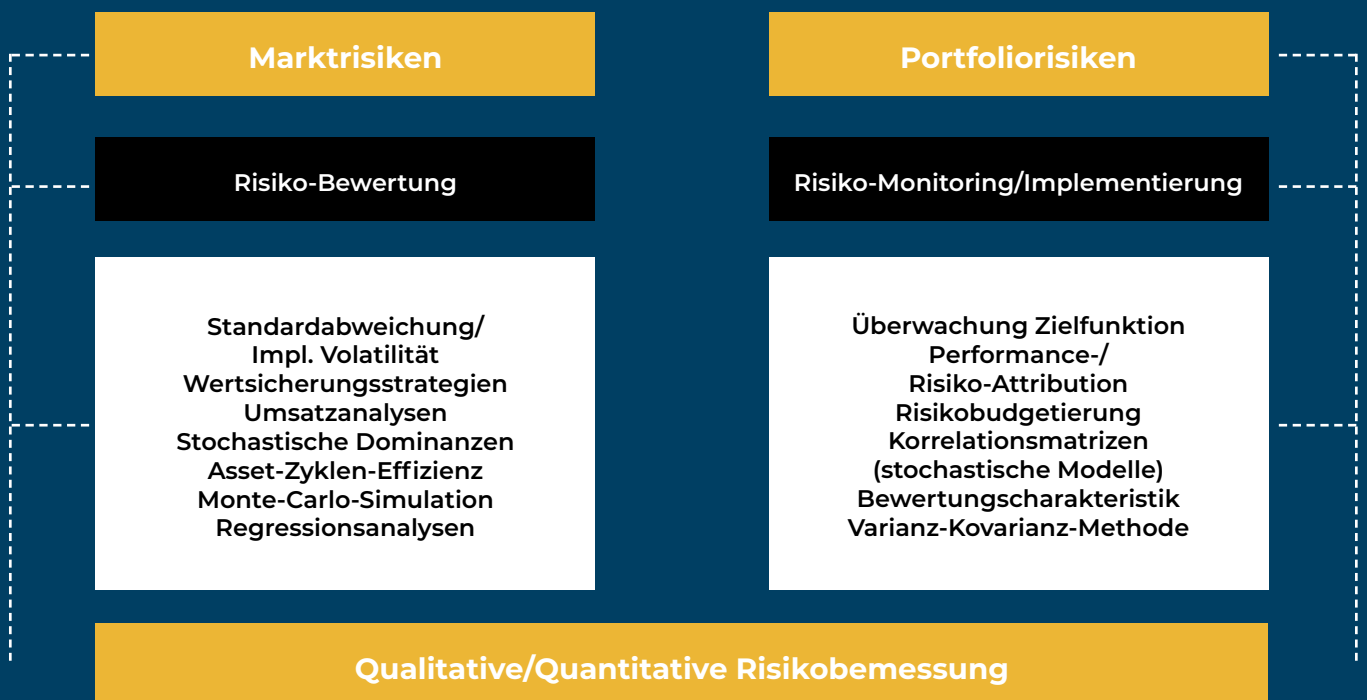 Marktrisiken
Portfoliorisiken
Risiko-Bewertung
Risiko-Monitoring/Implementierung
Standardabweichung/
Impl. Volatilität
Wertsicherungsstrategien
Umsatzanalysen
Stochastische Dominanzen
Asset-Zyklen-Effizienz
Monte-Carlo-Simulation
Regressionsanalysen
Überwachung Zielfunktion
Performance-/
Risiko-Attribution
Risikobudgetierung
Korrelationsmatrizen
(stochastische Modelle)
Bewertungscharakteristik
Varianz-Kovarianz-Methode
Qualitative/Quantitative Risikobemessung